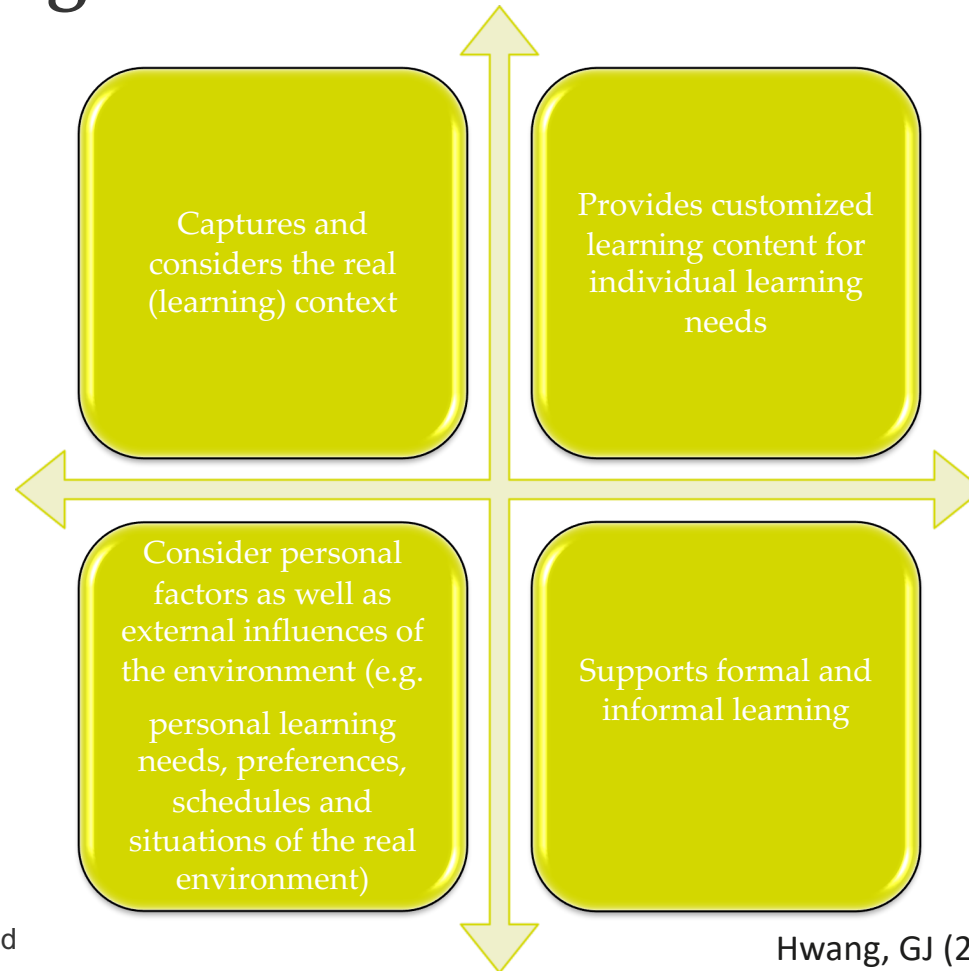 g
Captures and
considers the real
(learning) context
Provides customized
learning content for
individual learning
needs
Consider personal
factors as well as
external influences of
the environment (e.g.
personal learning
needs, preferences,
schedules and
situations of the real
environment)
Supports formal and
informal learning
d
Hwang, GJ (2